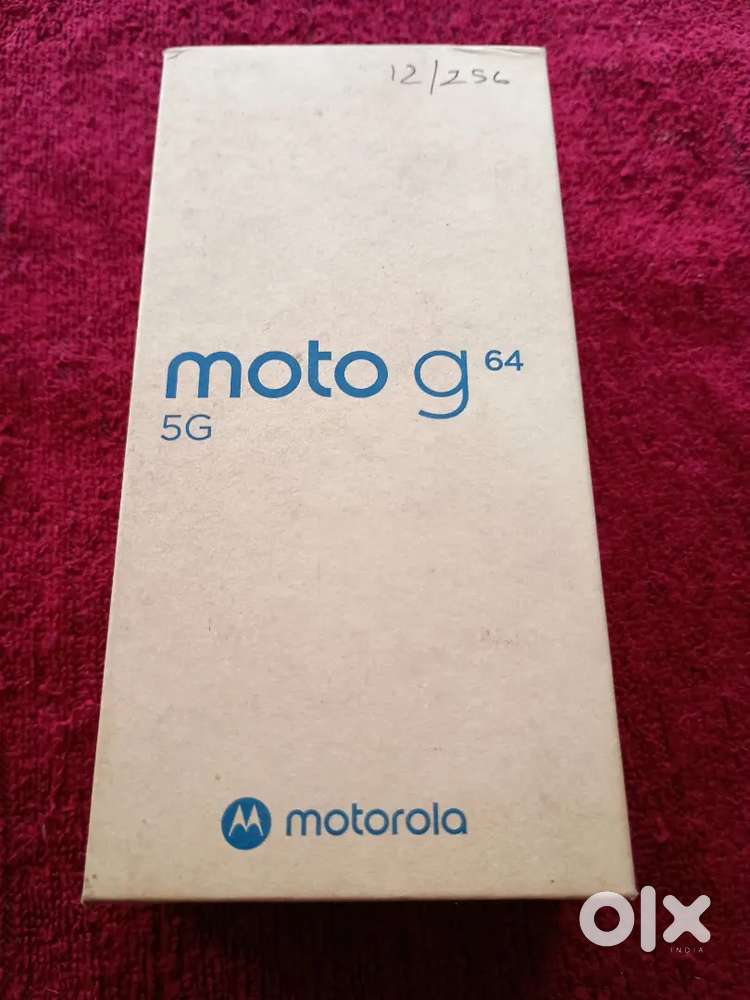 12/256
moto g 64
5G
motorola
olx
INDIA